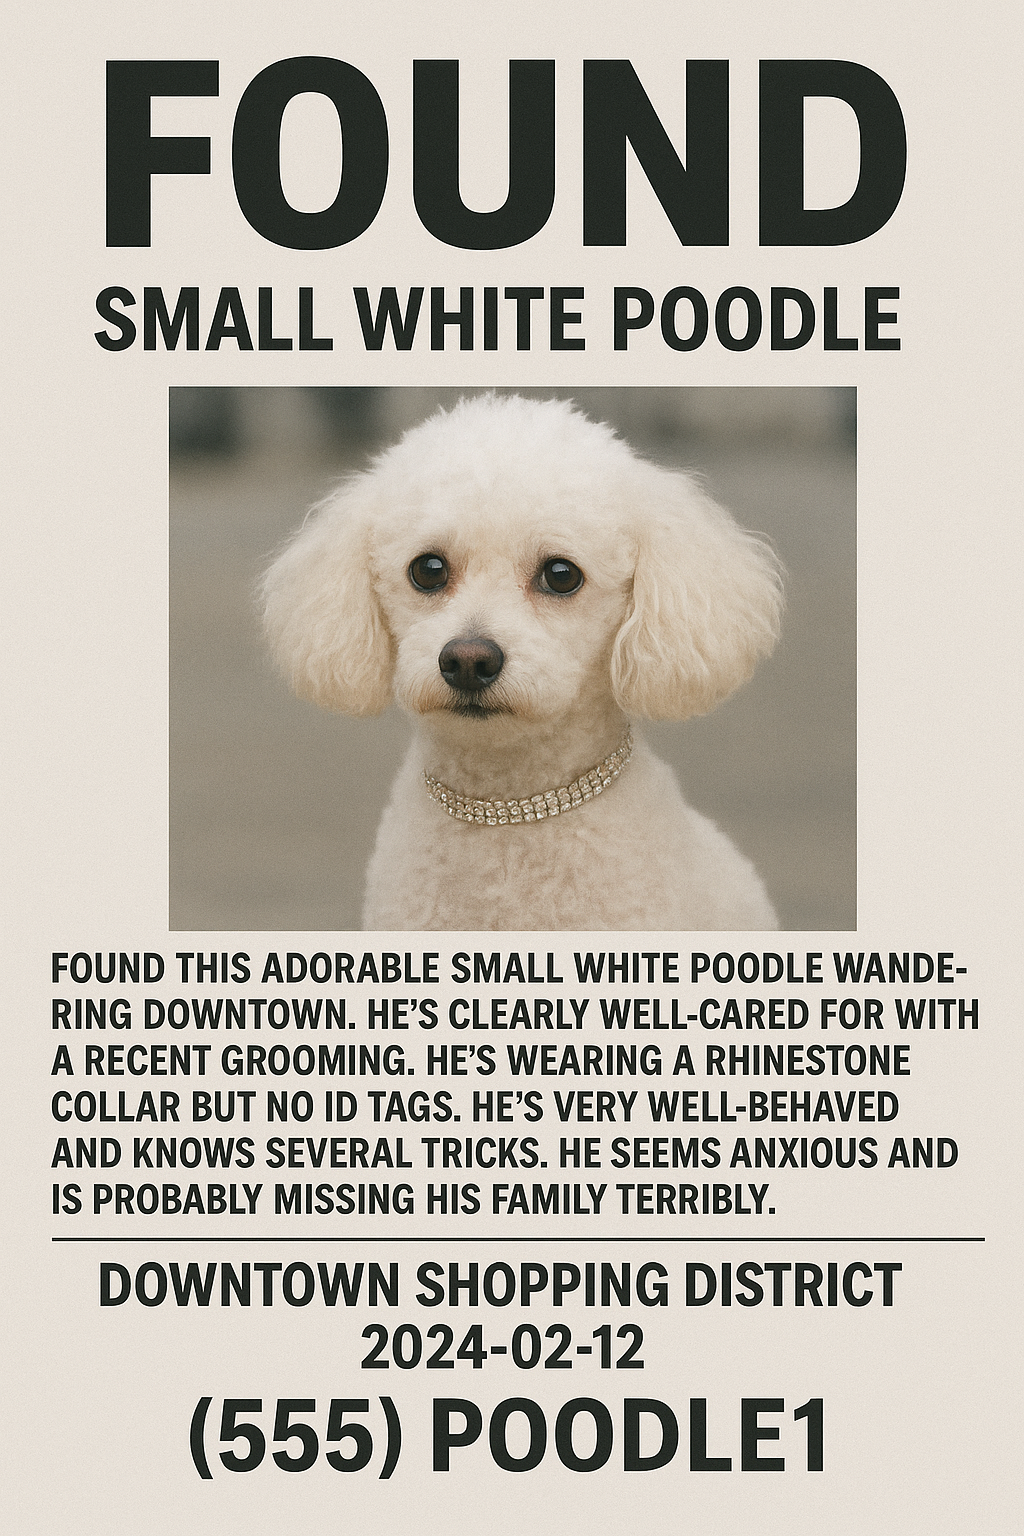 FOUND
SMALL WHITE POODLE
FOUND THIS ADORABLE SMALL WHITE POODLE WANDE-
RING DOWNTOWN. HE'S CLEARLY WELL-CARED FOR WITH
A RECENT GROOMING. HE'S WEARING A RHINESTONE
COLLAR BUT NO ID TAGS. HE'S VERY WELL-BEHAVED
AND KNOWS SEVERAL TRICKS. HE SEEMS ANXIOUS AND
IS PROBABLY MISSING HIS FAMILY TERRIBLY.
DOWNTOWN SHOPPING DISTRICT
2024-02-12
(555) POODLE1